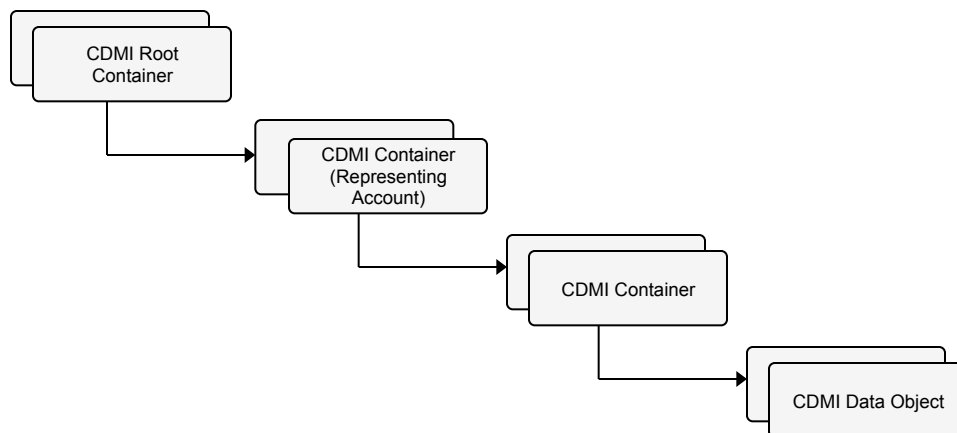 CDMI Root
Container
CDMI Container
(Representing
Account)
CDMI Container
CDMI Data Object